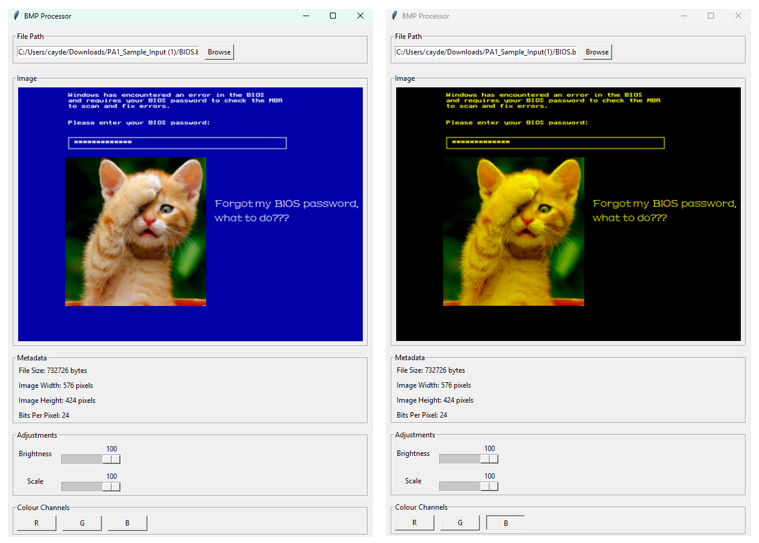 BMP Processor
File Path
C:/Users/cayde/Downloads/PA1_Sample_Input (1)/BIOS.b
Browse
Image
Windows has encountered an error in the BIOS
and requires your BIOS password to check the MBR
to scan and fix errors.
Please enter your BIOS password:
*************
Forgot my BIOS password,
what to do???
Metadata
File Size: 732726 bytes
Image Width: 576 pixels
Image Height: 424 pixels
Bits Per Pixel: 24
Adjustments
Brightness 100
Scale 100
Colour Channels
R G B
BMP Processor
File Path
C:/Users/cayde/Downloads/PA1_Sample_Input(1)/BIOS.b
Browse
Image
Windows has encountered an error in the BIOS
and requires your BIOS password to check the MBR
to scan and fix errors.
Please enter your BIOS password:
*************
Forgot my BIOS password,
what to do???
Metadata
File Size: 732726 bytes
Image Width: 576 pixels
Image Height: 424 pixels
Bits Per Pixel: 24
Adjustments
Brightness 100
Scale 100
Colour Channels
R G B